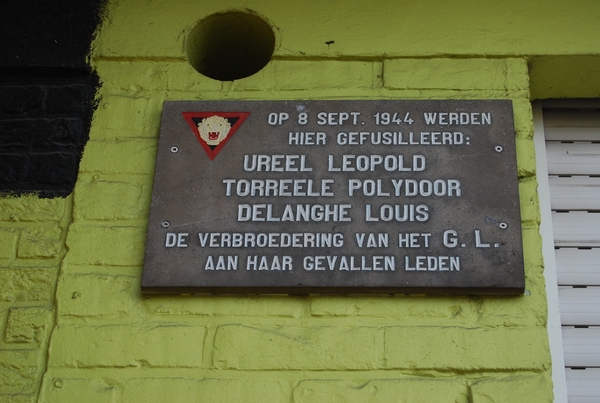 OP 8 SEPT. 1944 WERDEN
HIER GEFUSILLEERD:
UREEL LEOPOLD
TORREELE POLYDOOR
DELANGHE LOUIS
DE VERBROEDERING VAN HET G.L.
AAN HAAR GEVALLEN LEDEN